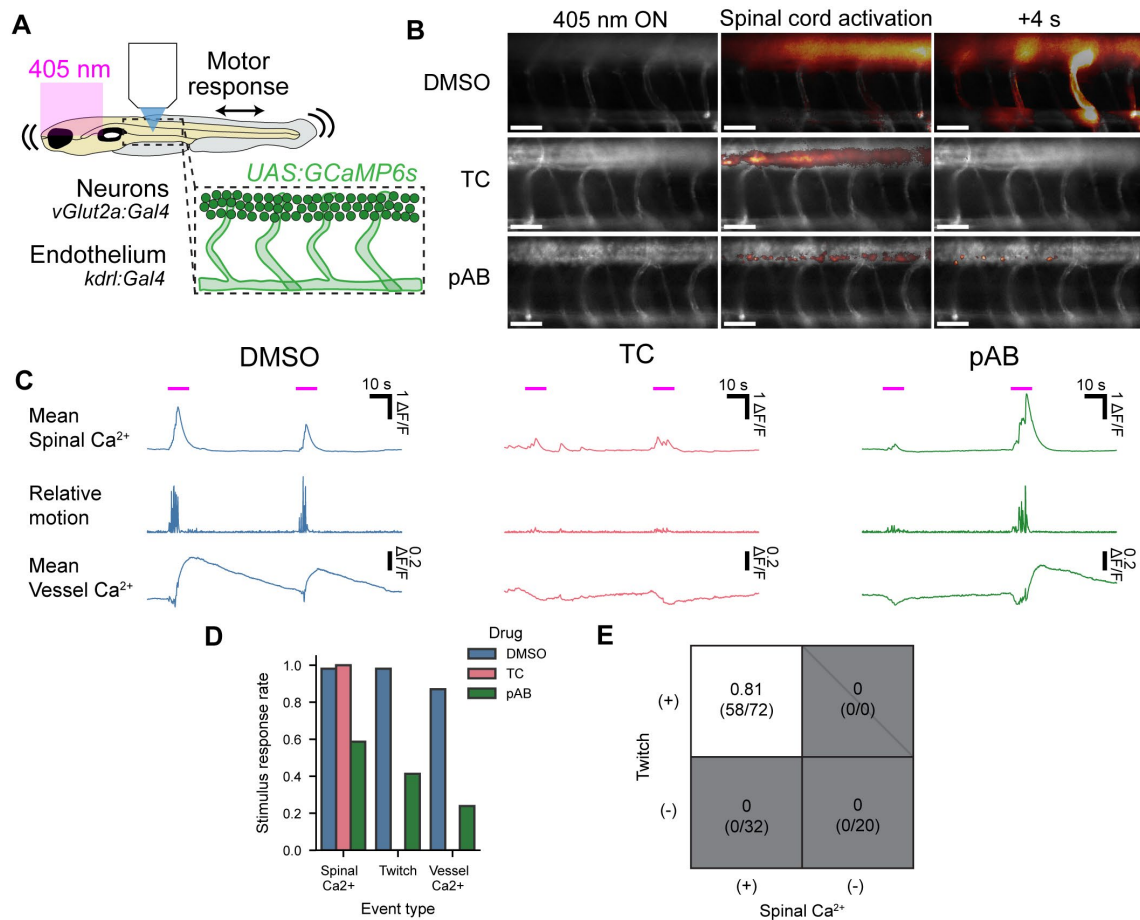 A
405 nm
Motor
response
Neurons
vGlut2a:Gal4
UAS:GCaMP6s
Endothelium
kdrl:Gal4
B
405 nm ON
Spinal cord activation
+4 s
DMSO
TC
pAB
C
DMSO
TC
pAB
10 s
1
ΔF/F
10 s
1
ΔF/F
10 s
1
ΔF/F
Mean
Spinal Ca²⁺
Relative
motion
Mean
Vessel Ca²⁺
0.2
ΔF/F
0.2
ΔF/F
0.2
ΔF/F
D
Drug
DMSO
TC
pAB
Stimulus response rate
1.0
0.8
0.6
0.4
0.2
0.0
Spinal
Ca2+
Twitch
Vessel
Ca2+
Event type
E
Twitch
(+)
(-)
0.81
(58/72)
0
(0/0)
0
(0/32)
0
(0/20)
(+)
(-)
Spinal Ca²⁺